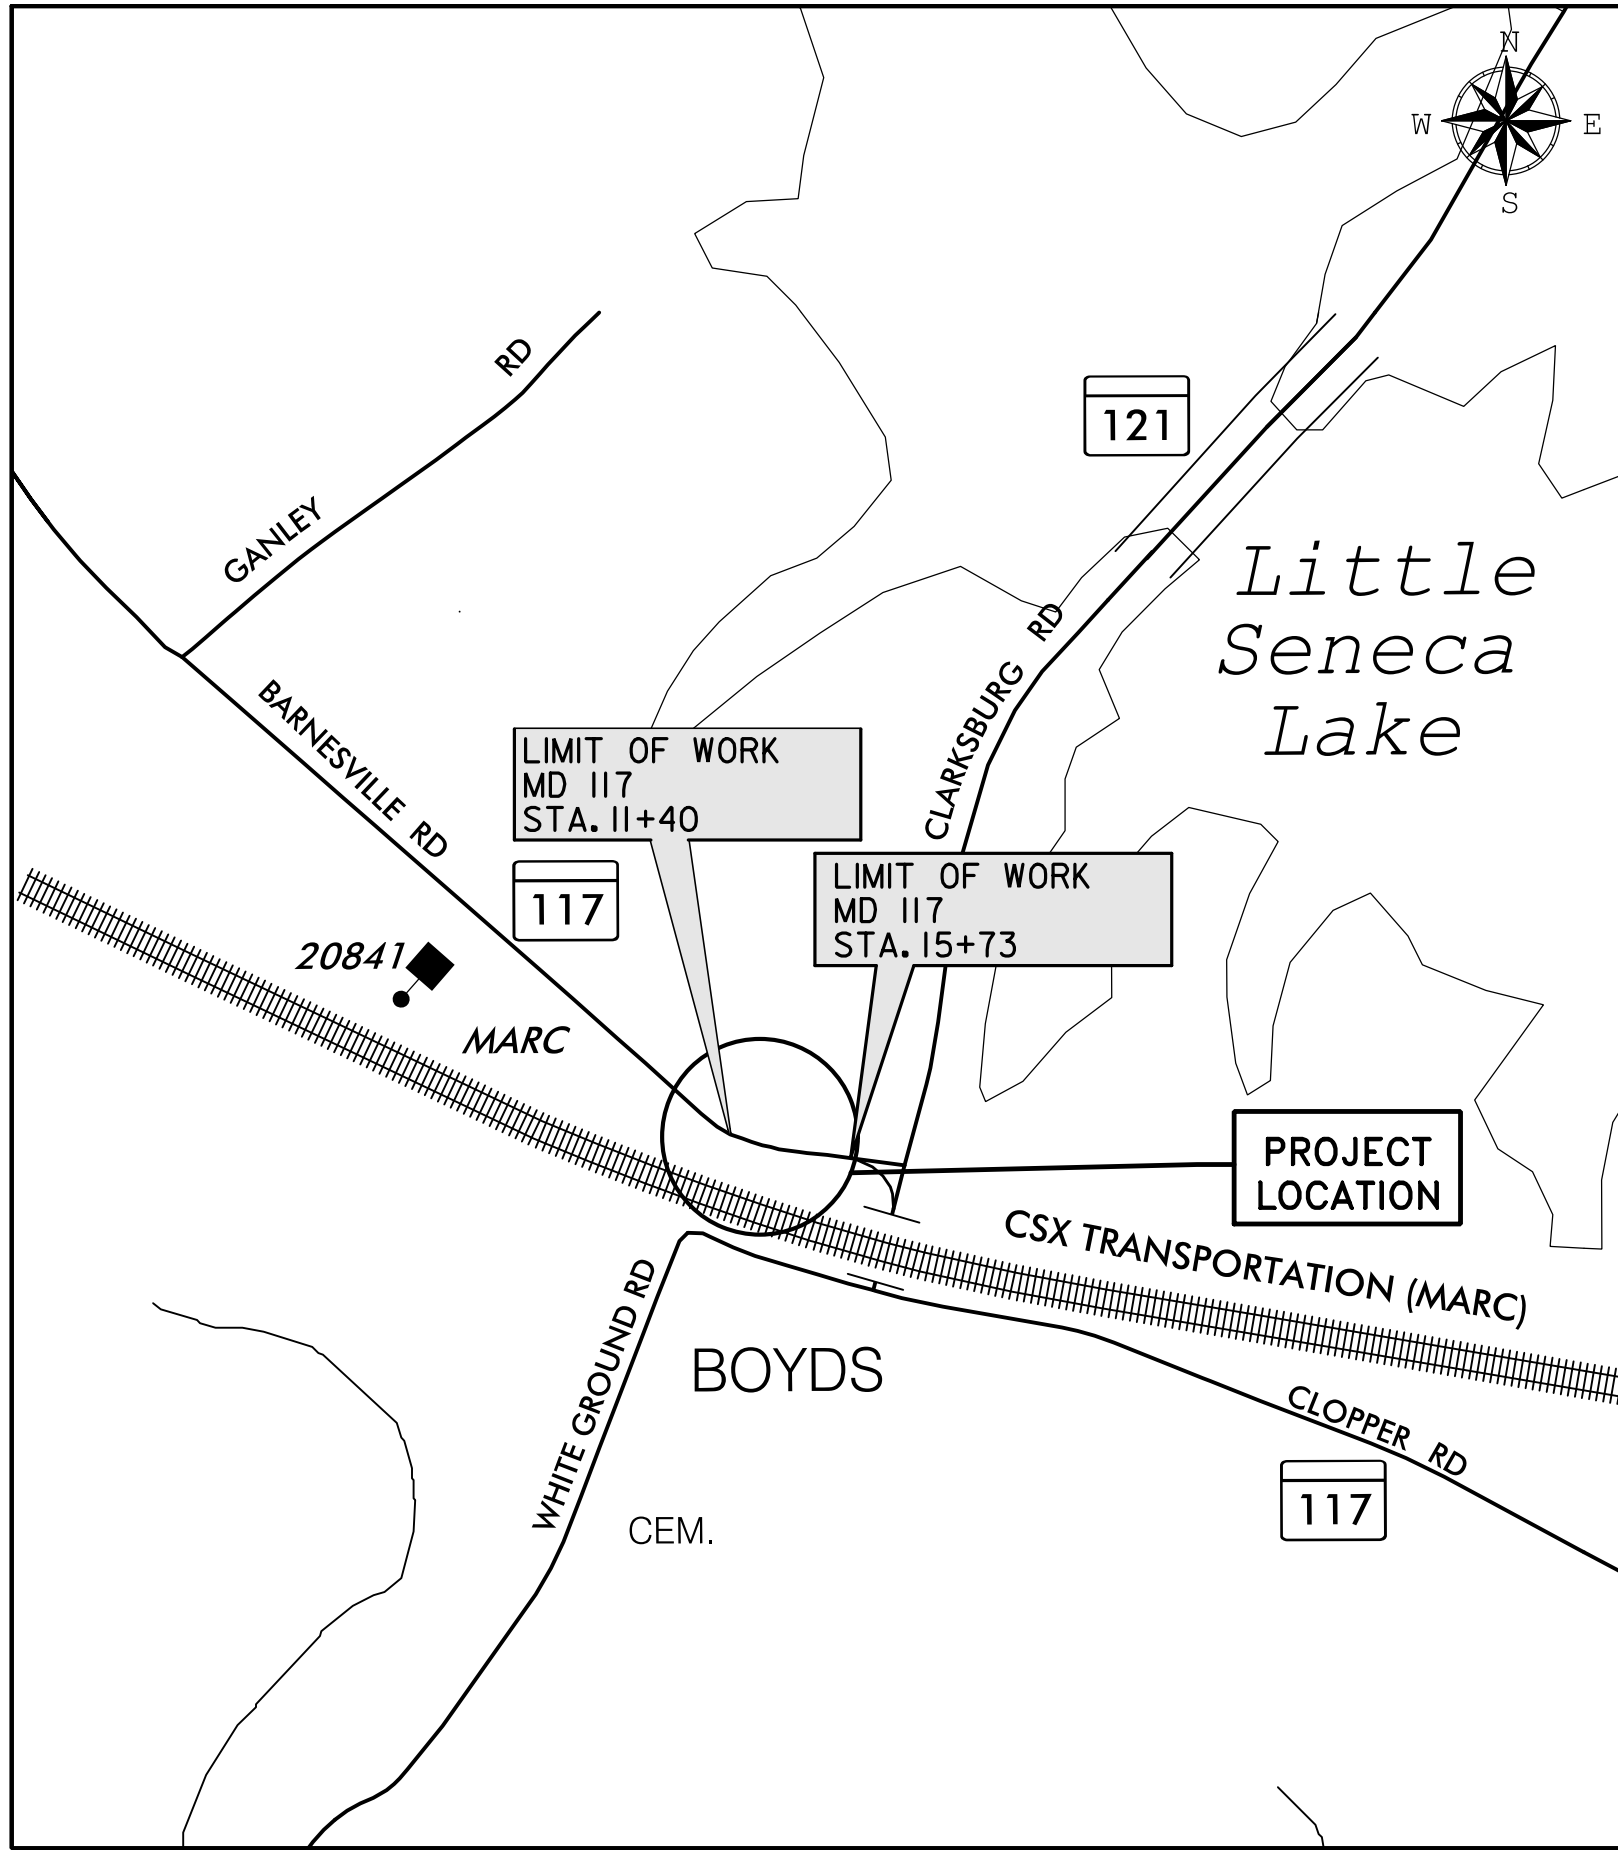 N
W E
S
RD
121
GANLEY
Little
Seneca
Lake
CLARKSBURG RD
BARNESVILLE RD
LIMIT OF WORK
MD 117
STA. 11+40
LIMIT OF WORK
MD 117
STA. 15+73
117
20841
MARC
PROJECT
LOCATION
CSX TRANSPORTATION (MARC)
WHITE GROUND RD
BOYDS
CLOPPER RD
117
CEM.